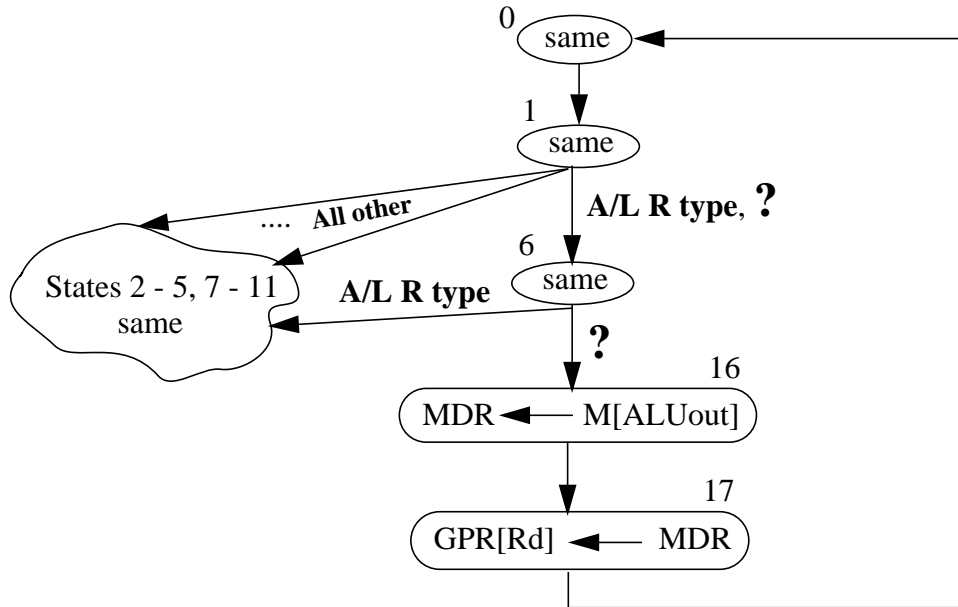 0
same
1
same
.... All other
A/L R type, ?
6
same
States 2 - 5, 7 - 11
same
A/L R type
?
16
MDR M[ALUout]
17
GPR[Rd] MDR